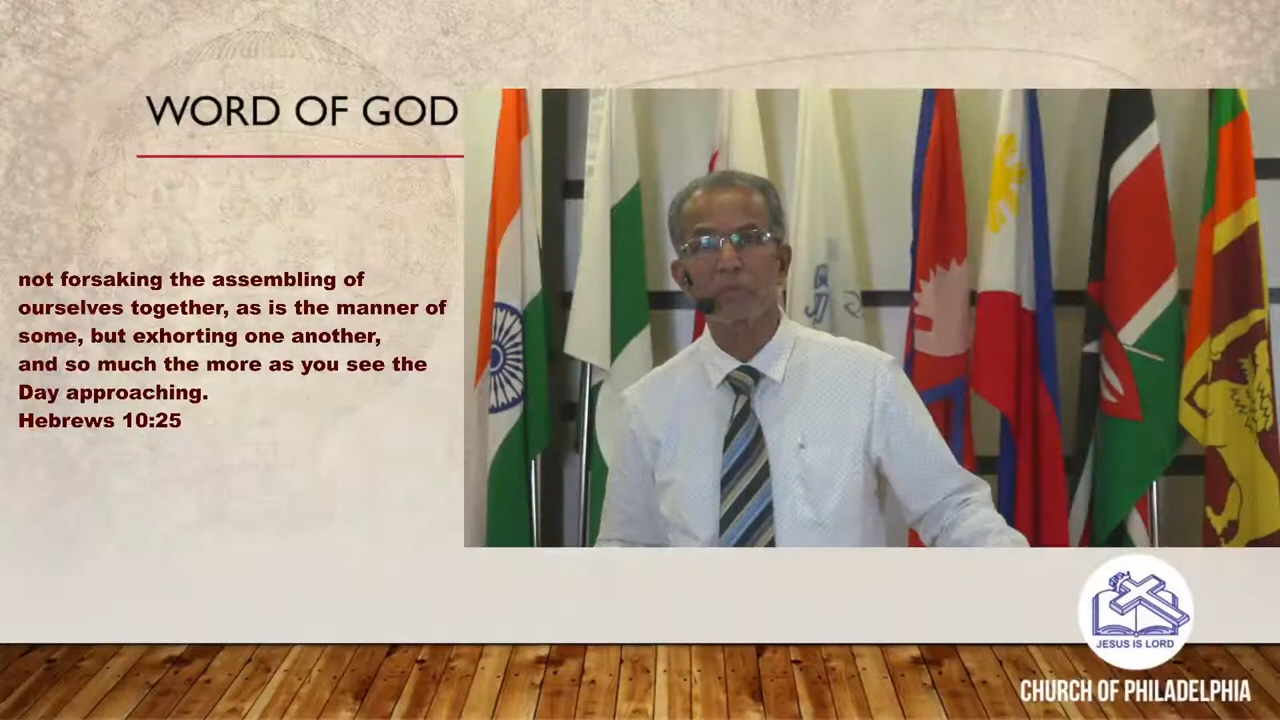 WORD OF GOD
not forsaking the assembling of
ourselves together, as is the manner of
some, but exhorting one another,
and so much the more as you see the
Day approaching.
Hebrews 10:25
JESUS IS LORD
CHURCH OF PHILADELPHIA